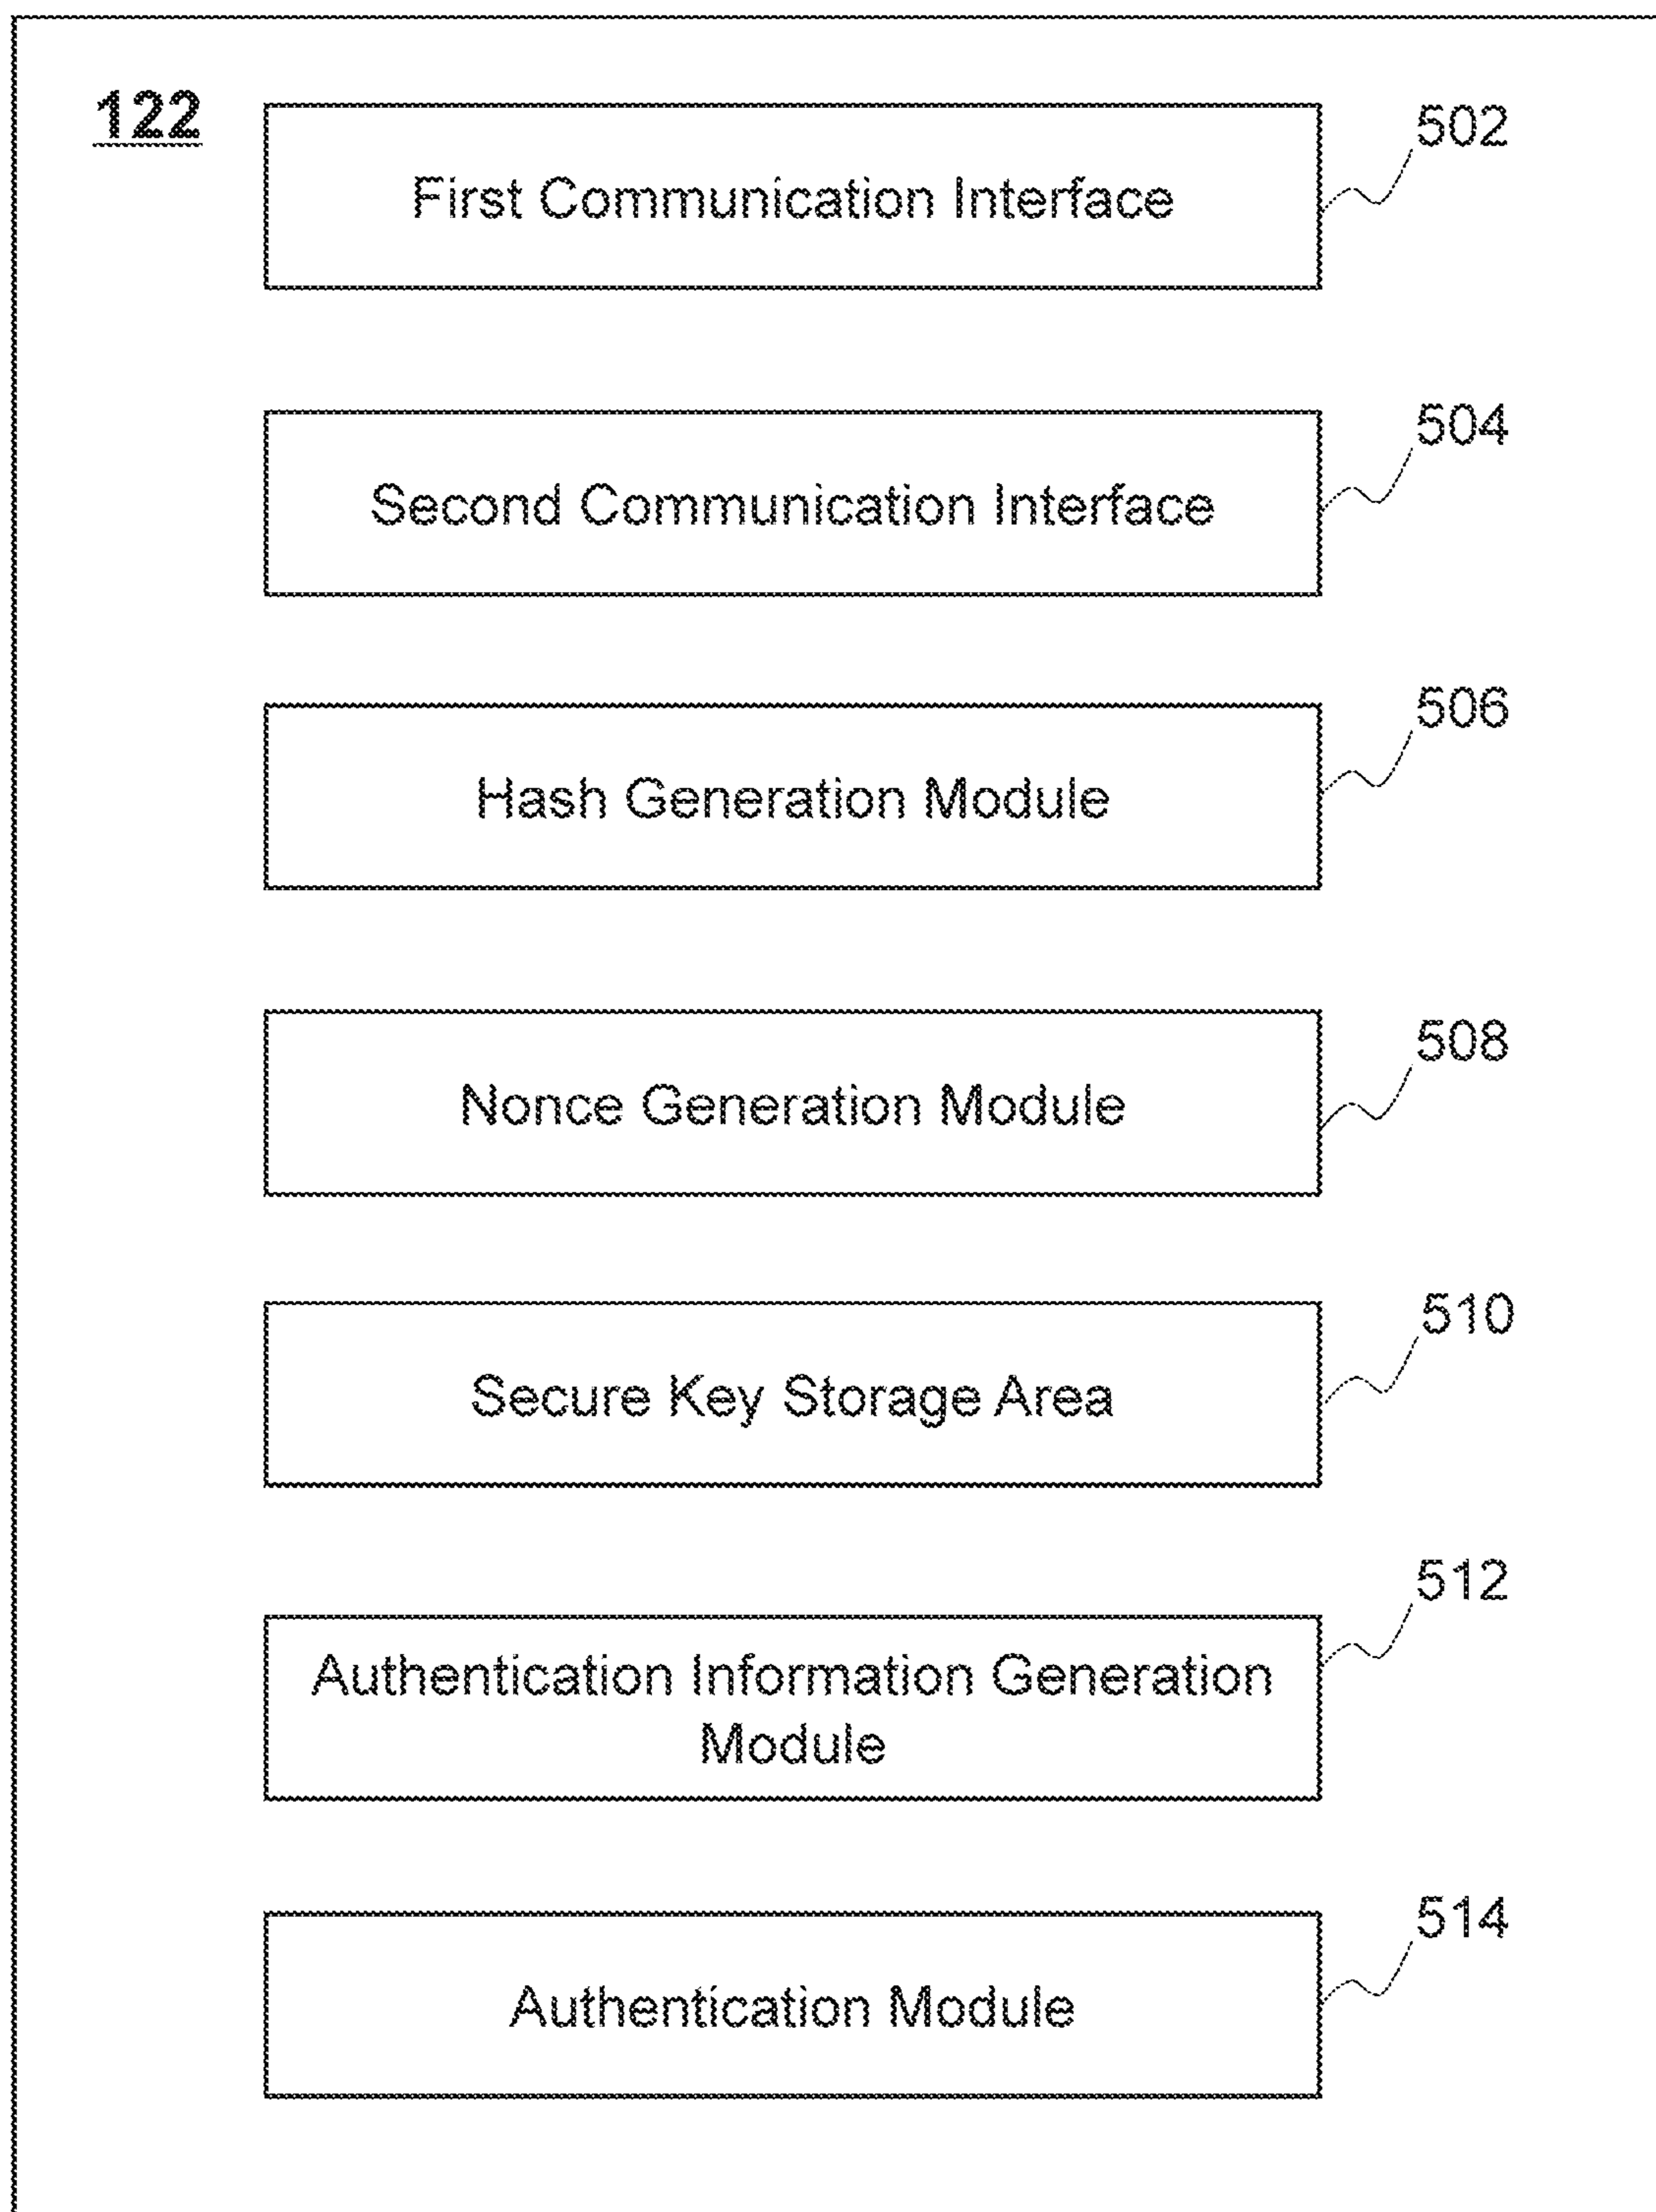 122
502
First Communication Interface
504
Second Communication Interface
506
Hash Generation Module
508
Nonce Generation Module
510
Secure Key Storage Area
512
Authentication Information Generation
Module
514
Authentication Module